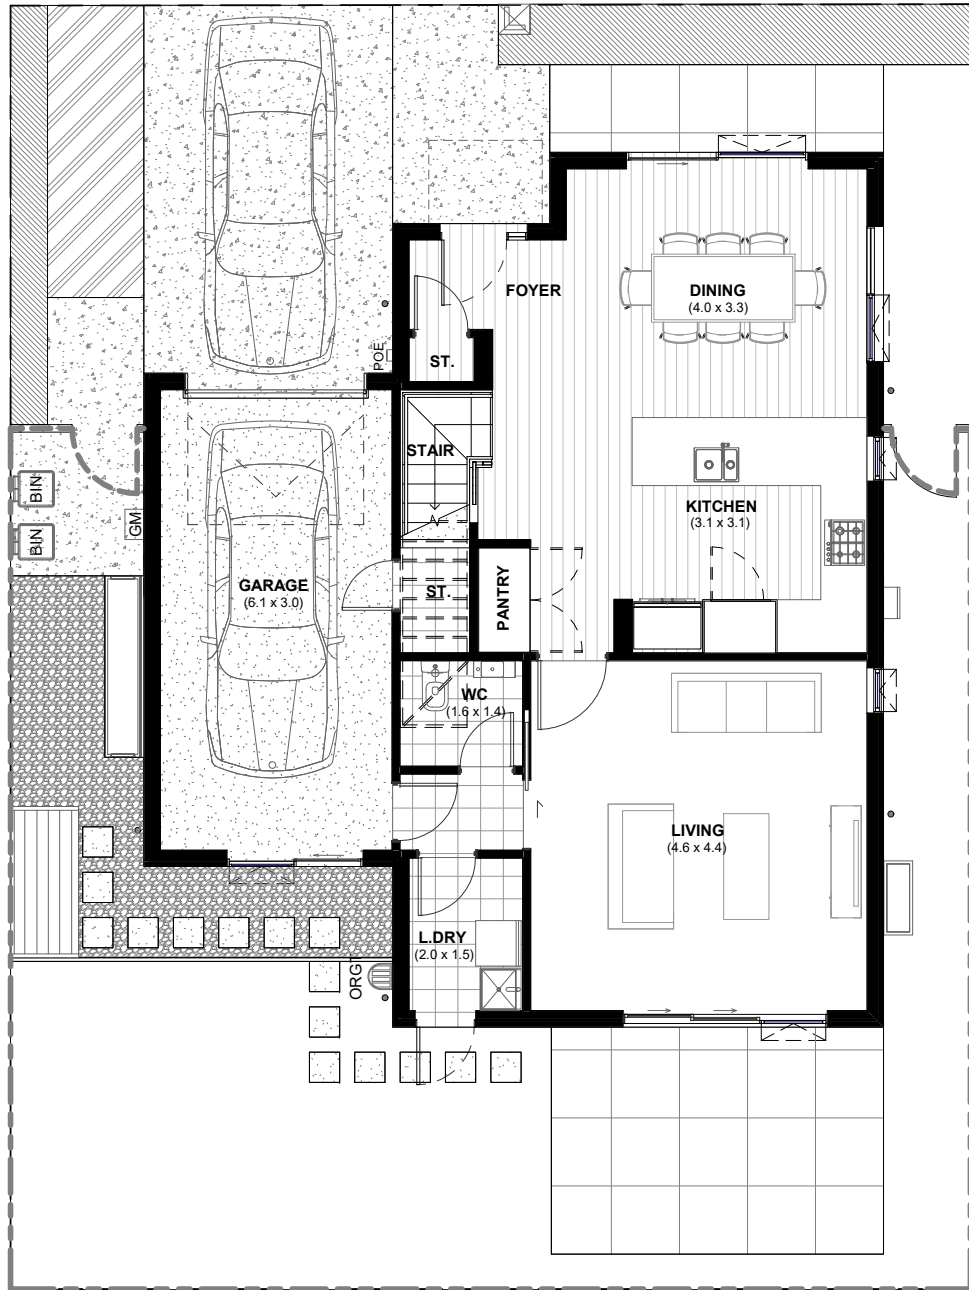 FOYER
DINING
(4.0 x 3.3)
POE
ST.
STAIR
BIN
BIN
GM
KITCHEN
(3.1 x 3.1)
GARAGE
(6.1 x 3.0)
ST.
PANTRY
WC
(1.6 x 1.4)
LIVING
(4.6 x 4.4)
L.DRY
(2.0 x 1.5)
ORGT